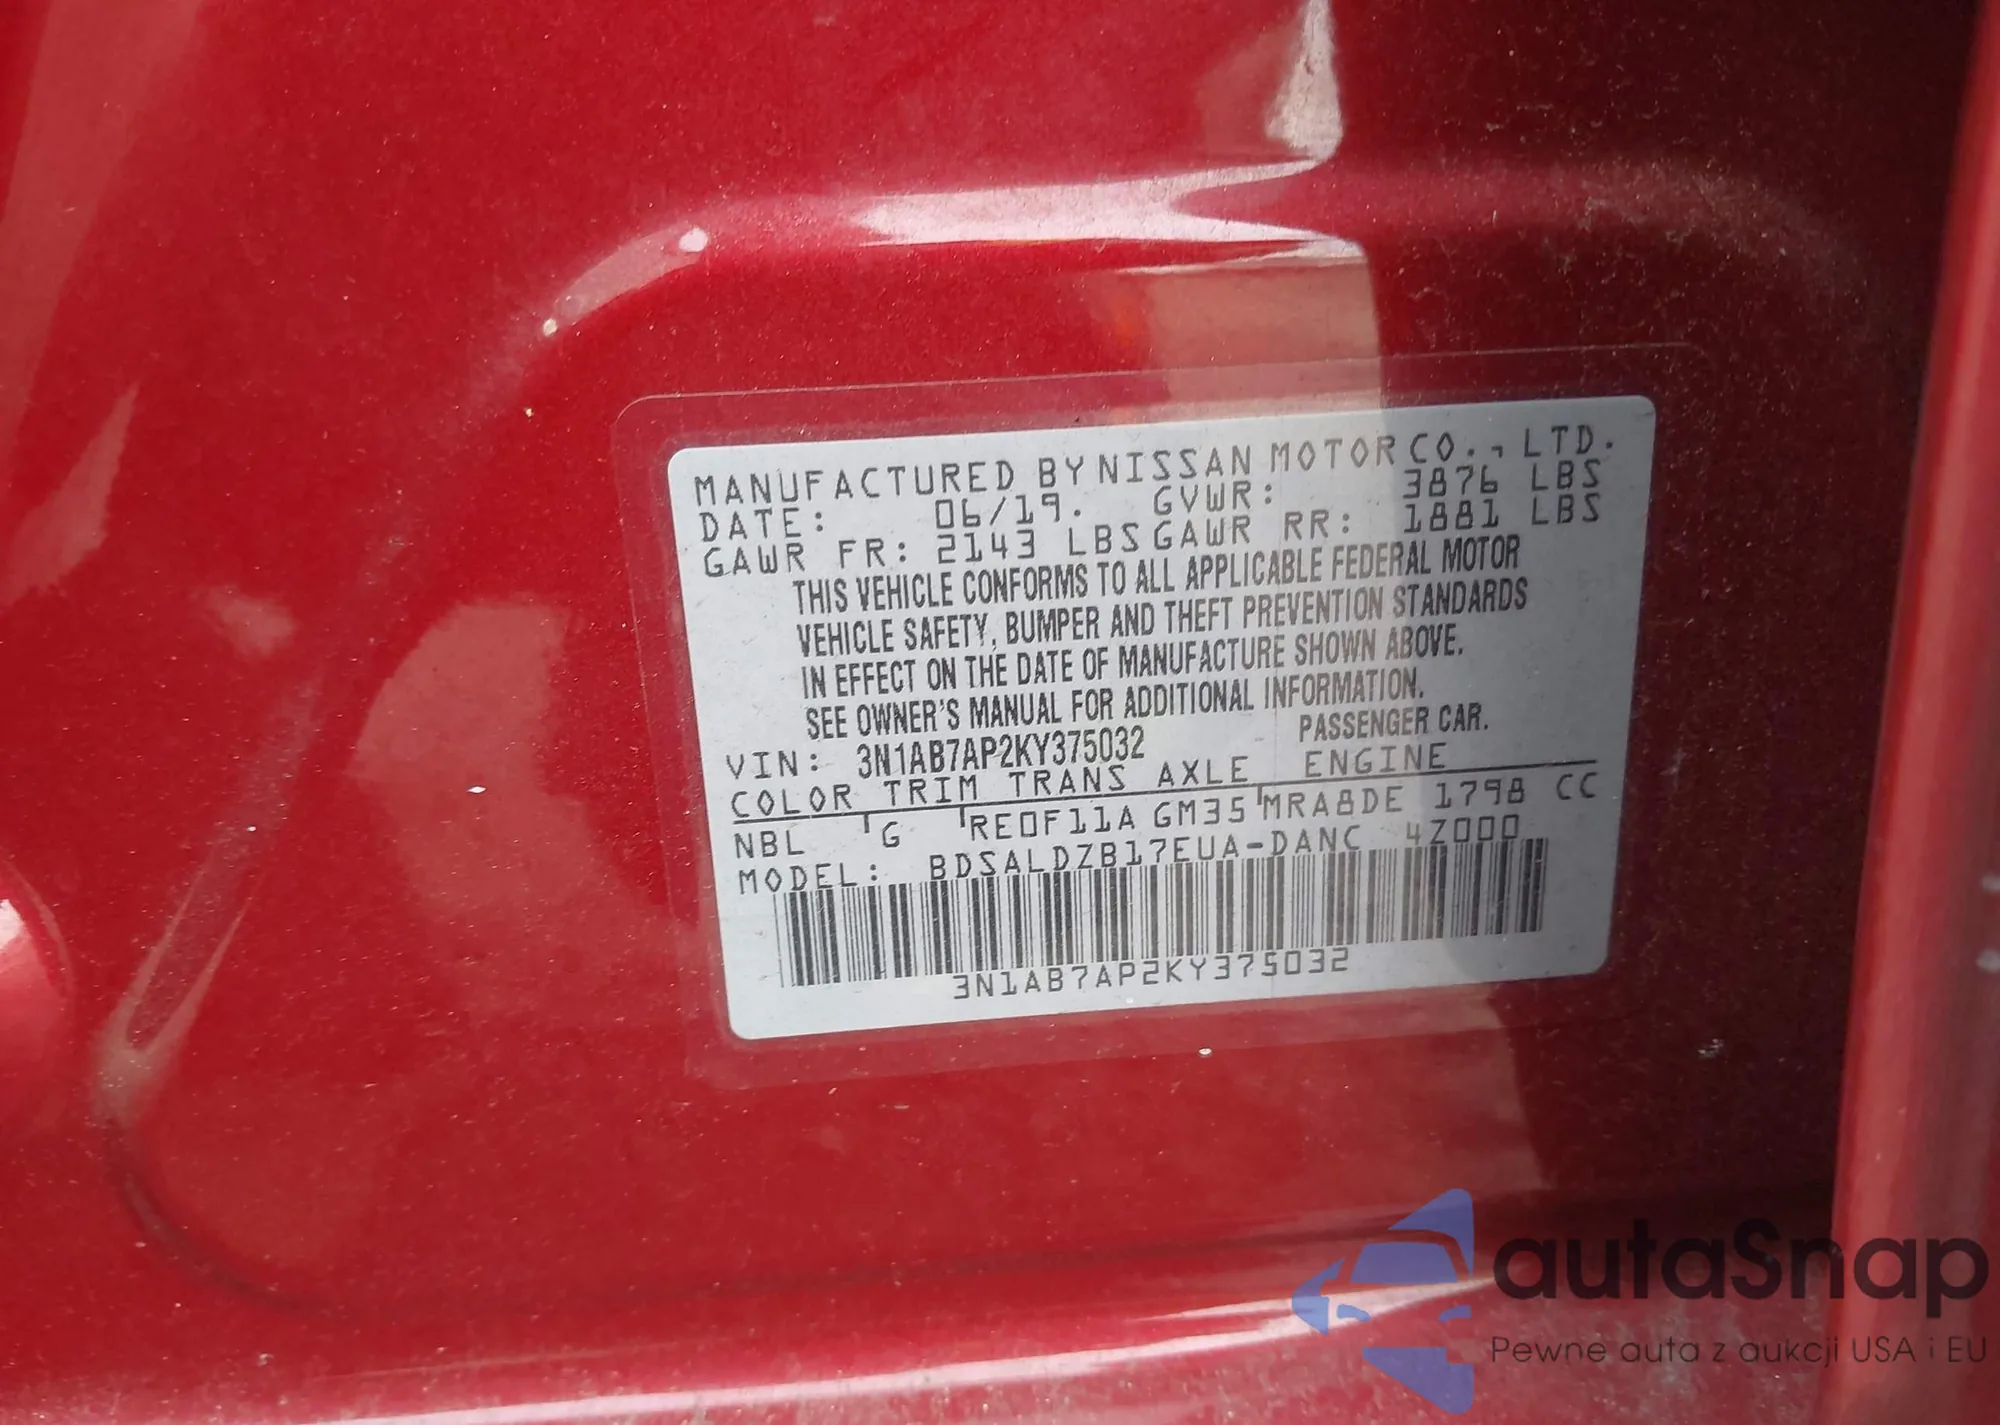 MANUFACTURED BY NISSAN MOTOR CO., LTD.
DATE: 06/19. GVWR: 3876 LBS
GAWR FR: 2143 LBS GAWR RR: 1881 LBS
THIS VEHICLE CONFORMS TO ALL APPLICABLE FEDERAL MOTOR
VEHICLE SAFETY, BUMPER AND THEFT PREVENTION STANDARDS
IN EFFECT ON THE DATE OF MANUFACTURE SHOWN ABOVE.
SEE OWNER'S MANUAL FOR ADDITIONAL INFORMATION.
VIN: 3N1AB7AP2KY375032 PASSENGER CAR.
COLOR TRIM TRANS AXLE ENGINE
NBL G RE0F11A GM35 MRA8DE 1798 CC
MODEL: BDSALDZB17EUA-DANC 4Z000
3N1AB7AP2KY375032
autaSnap
Pewne auta z aukcji USA i EU